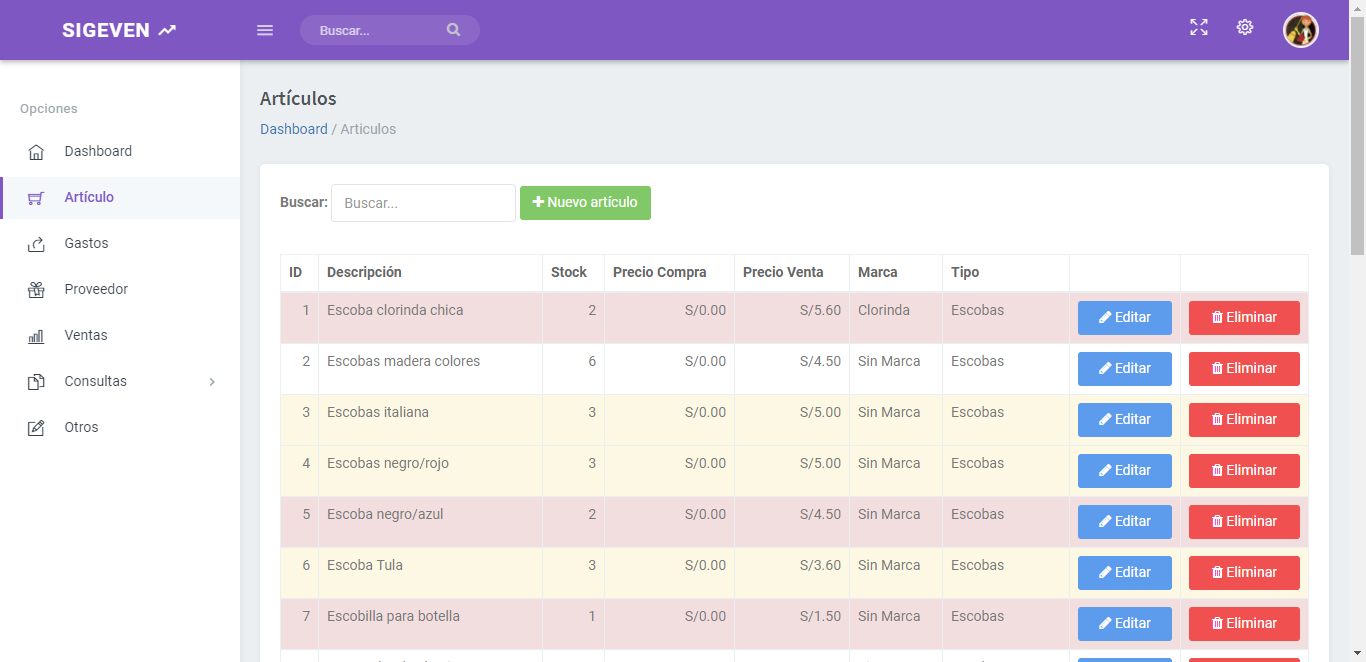 SIGEVEN
Buscar...
Opciones
Dashboard
Artículo
Gastos
Proveedor
Ventas
Consultas
Otros
Artículos
Dashboard / Articulos
Buscar: Buscar... Nuevo artículo
ID Descripción Stock Precio Compra Precio Venta Marca Tipo
1 Escoba clorinda chica 2 S/0.00 S/5.60 Clorinda Escobas Editar Eliminar
2 Escobas madera colores 6 S/0.00 S/4.50 Sin Marca Escobas Editar Eliminar
3 Escobas italiana 3 S/0.00 S/5.00 Sin Marca Escobas Editar Eliminar
4 Escobas negro/rojo 3 S/0.00 S/5.00 Sin Marca Escobas Editar Eliminar
5 Escoba negro/azul 2 S/0.00 S/4.50 Sin Marca Escobas Editar Eliminar
6 Escoba Tula 3 S/0.00 S/3.60 Sin Marca Escobas Editar Eliminar
7 Escobilla para botella 1 S/0.00 S/1.50 Sin Marca Escobas Editar Eliminar